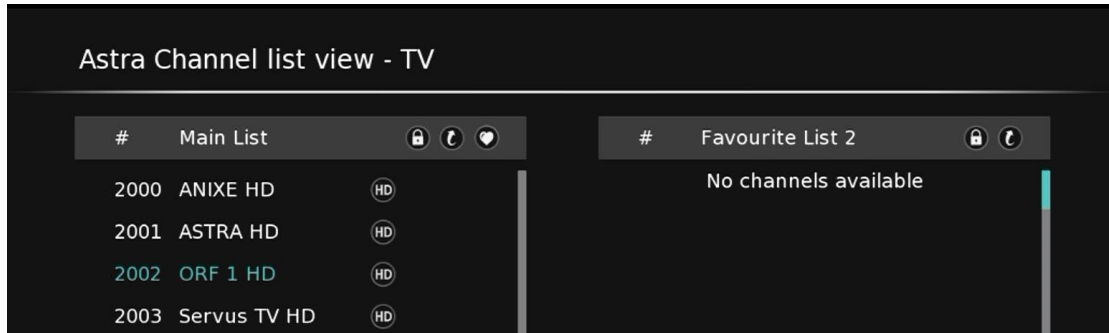 Astra Channel list view - TV
# Main List
2000 ANIXE HD HD
2001 ASTRA HD HD
2002 ORF 1 HD HD
2003 Servus TV HD HD
# Favourite List 2
No channels available